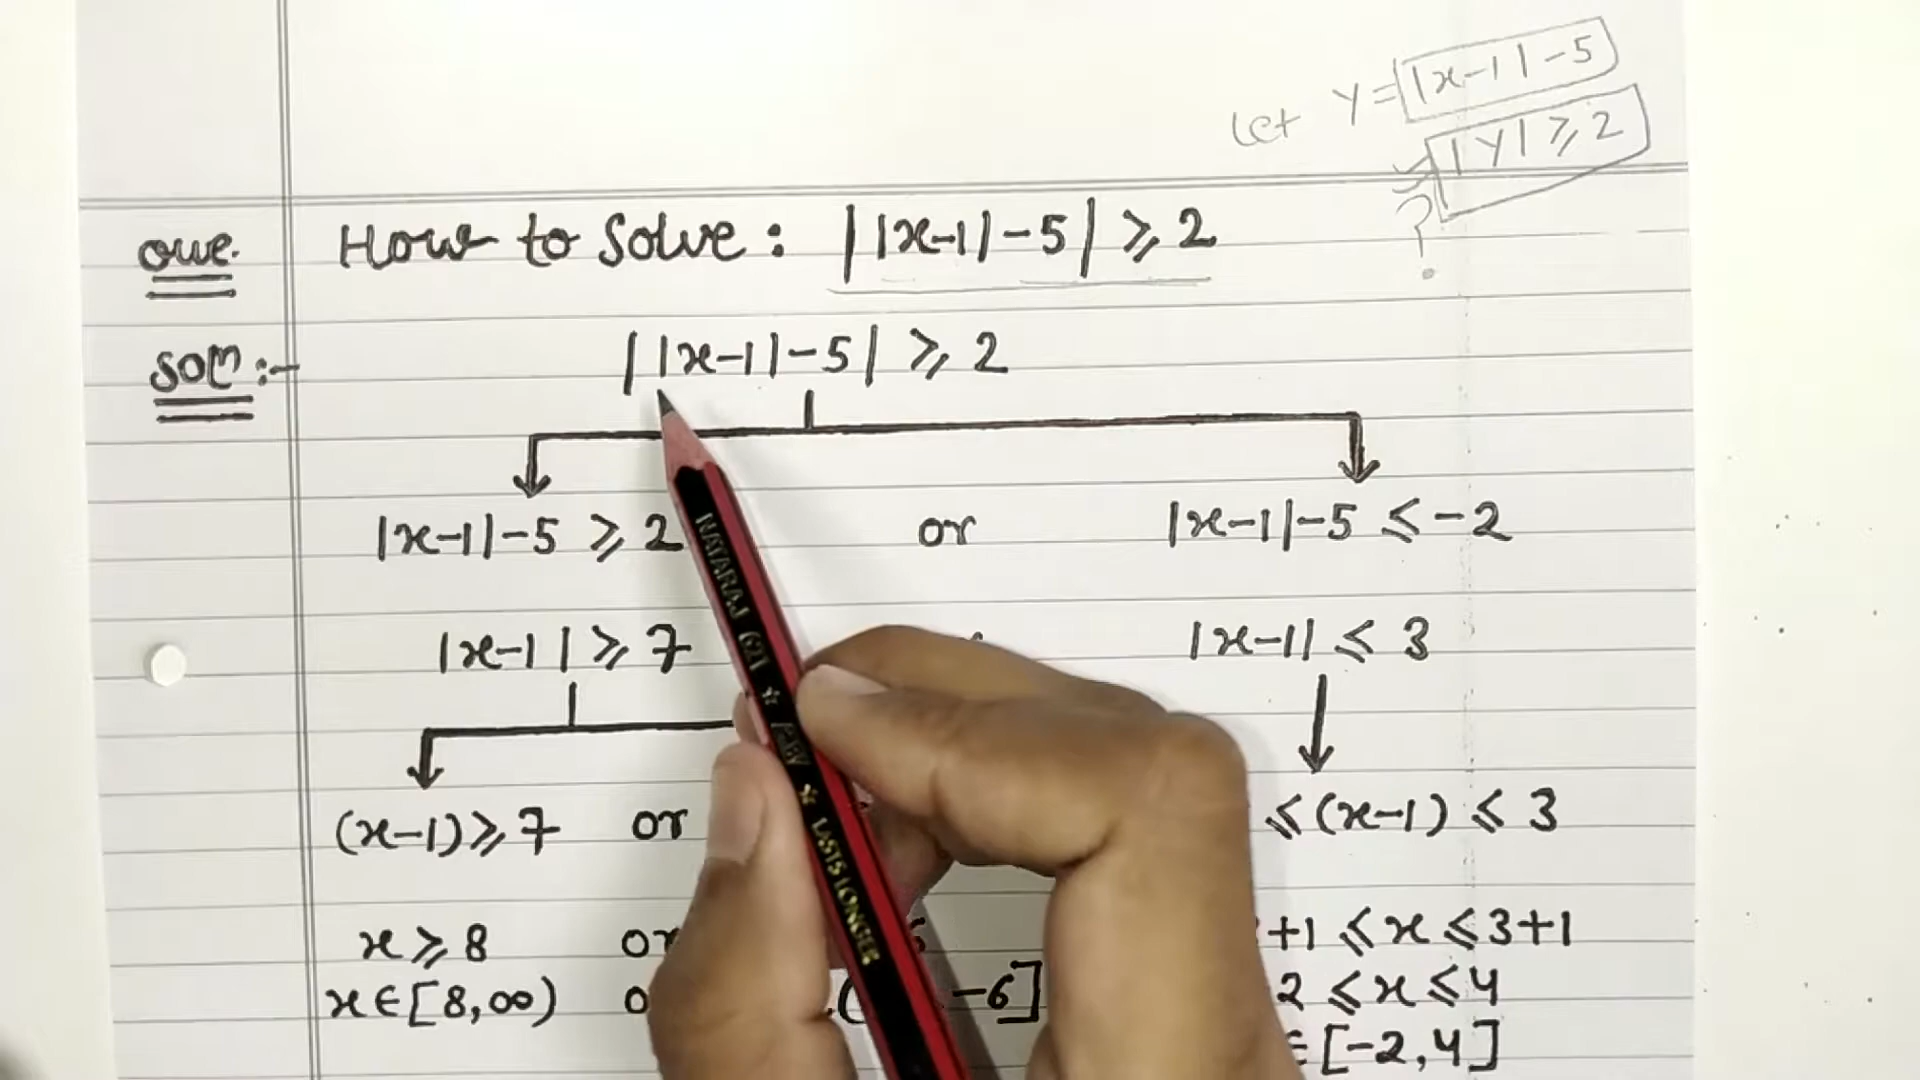 Let Y = |x-1|-5
|Y| ≥ 2
?
Que. How to Solve: ||x-1|-5| ≥ 2
Soln:- ||x-1|-5| ≥ 2
|x-1|-5 ≥ 2 or |x-1|-5 ≤ -2
|x-1| ≥ 7 |x-1| ≤ 3
(x-1) ≥ 7 or ≤ (x-1) ≤ 3
x ≥ 8 or +1 ≤ x ≤ 3+1
x ∈ [8,∞) -6] 2 ≤ x ≤ 4
∈ [-2,4]
NATARAJ 621 ★ ★ LASTS LONGER